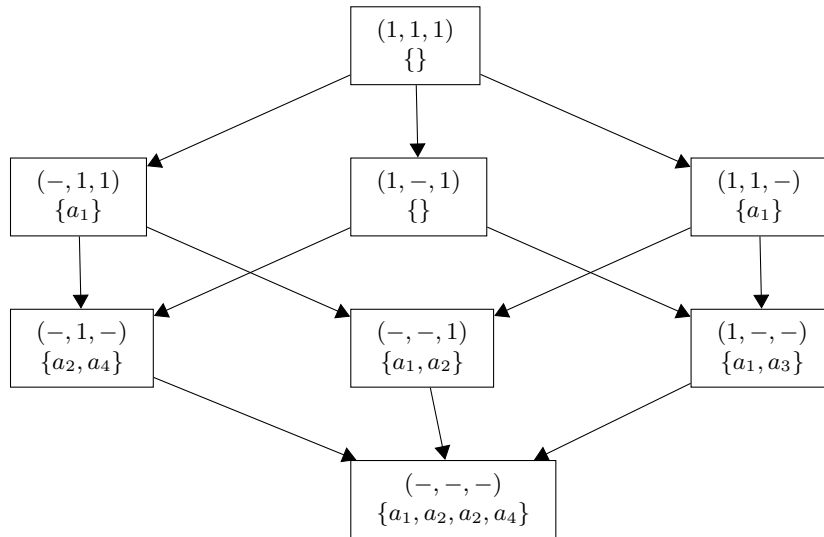 (1, 1, 1)
{}
(−, 1, 1)
{a₁}
(1, −, 1)
{}
(1, 1, −)
{a₁}
(−, 1, −)
{a₂, a₄}
(−, −, 1)
{a₁, a₂}
(1, −, −)
{a₁, a₃}
(−, −, −)
{a₁, a₂, a₂, a₄}